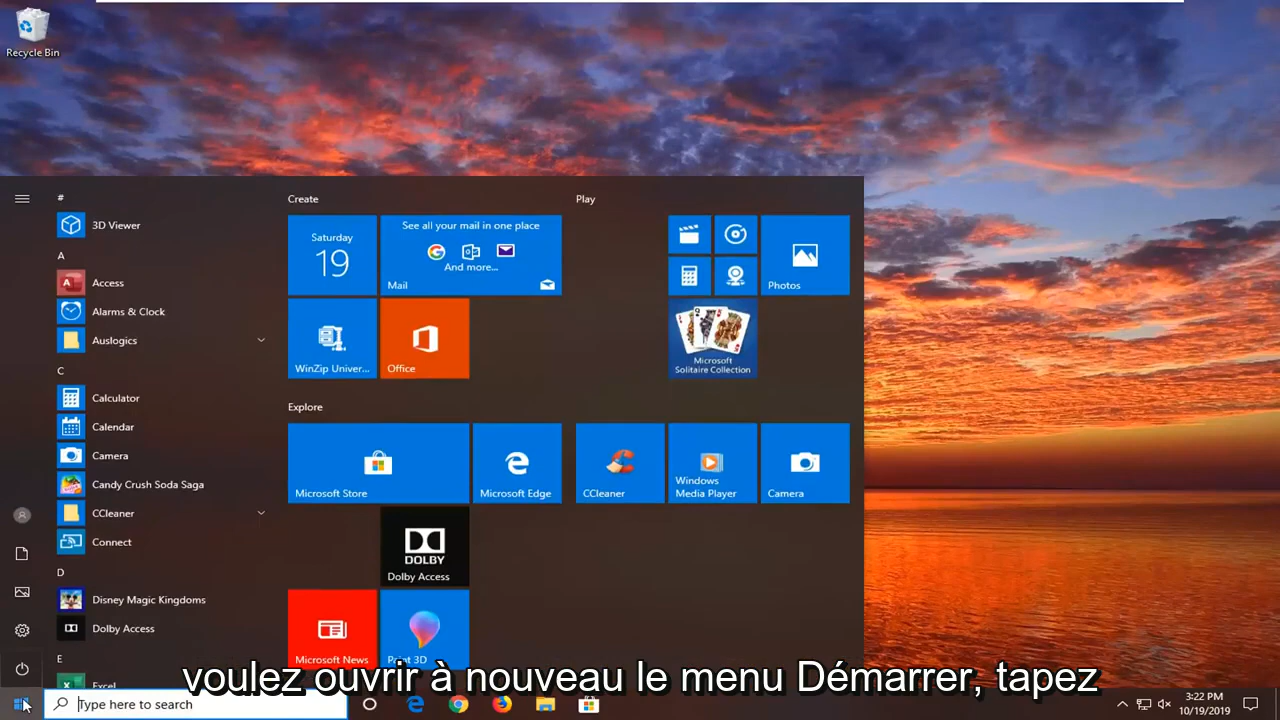 Recycle Bin
#
3D Viewer
A
Access
Alarms & Clock
Auslogics
C
Calculator
Calendar
Camera
Candy Crush Soda Saga
CCleaner
Connect
D
Disney Magic Kingdoms
Dolby Access
E
Excel
Create
Saturday
19
See all your mail in one place
And more...
Mail
WinZip Univer...
Office
Explore
Microsoft Store
Microsoft Edge
DOLBY
Dolby Access
Microsoft News
Paint 3D
Play
Photos
Microsoft
Solitaire Collection
CCleaner
Windows
Media Player
Camera
voulez ouvrir à nouveau le menu Démarrer, tapez
Type here to search
3:22 PM
10/19/2019